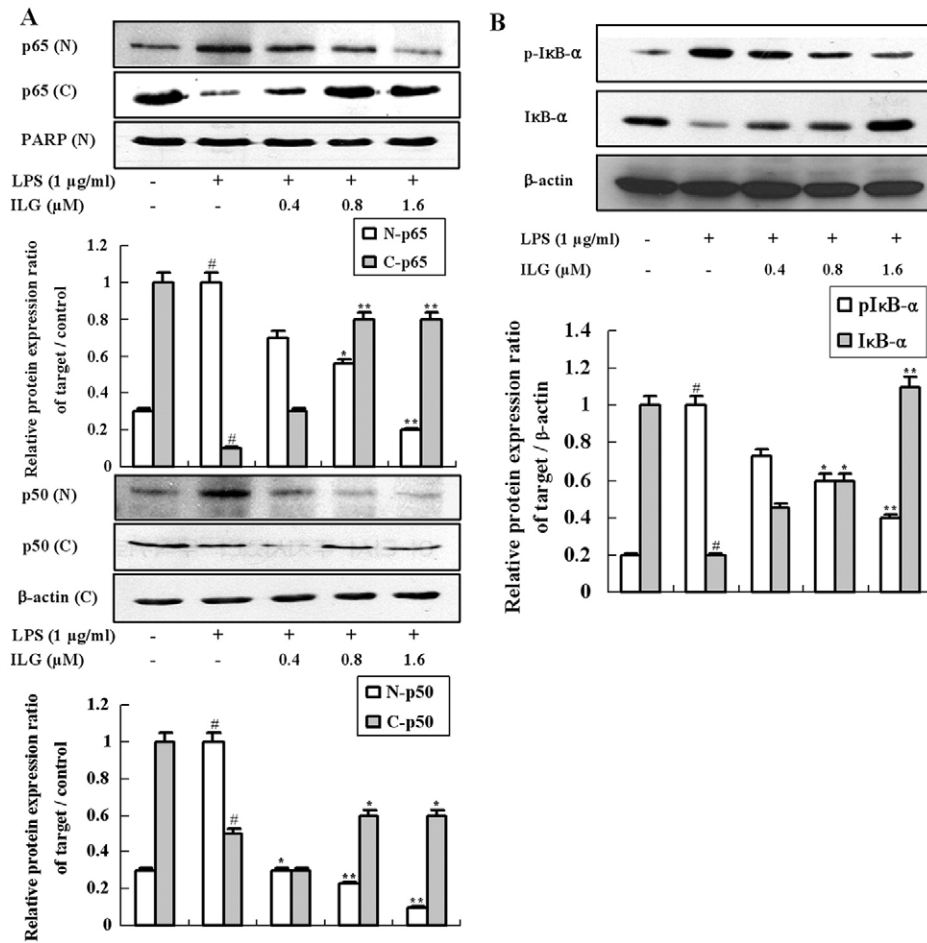 A
p65 (N)
p65 (C)
PARP (N)
LPS (1 µg/ml) - + + + +
ILG (µM) - - 0.4 0.8 1.6
N-p65
C-p65
Relative protein expression ratio
of target / control
1.2
1
0.8
0.6
0.4
0.2
0
#
#
*
**
**
**
p50 (N)
p50 (C)
β-actin (C)
LPS (1 µg/ml) - + + + +
ILG (µM) - - 0.4 0.8 1.6
N-p50
C-p50
Relative protein expression ratio
of target / control
1.2
1
0.8
0.6
0.4
0.2
0
#
#
*
**
*
**
*
B
p-IκB-α
IκB-α
β-actin
LPS (1 µg/ml) - + + + +
ILG (µM) - - 0.4 0.8 1.6
pIκB-α
IκB-α
Relative protein expression ratio
of target / β-actin
1.4
1.2
1
0.8
0.6
0.4
0.2
0
#
#
*
*
**
**